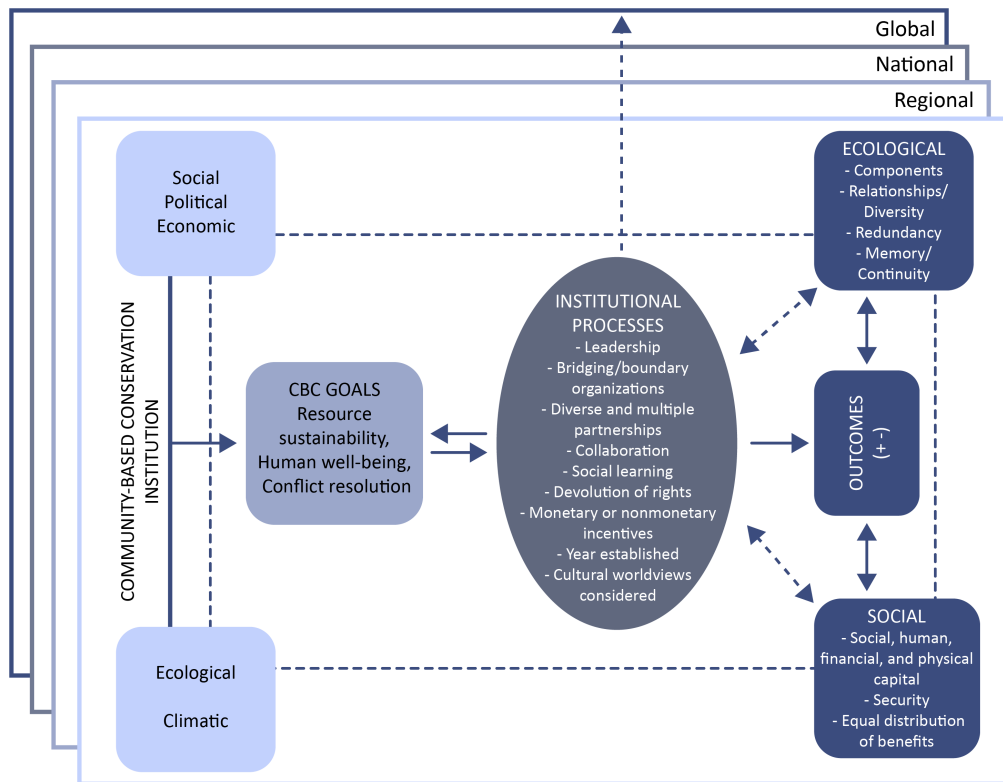 Global
National
Regional
Social
Political
Economic
ECOLOGICAL
- Components
- Relationships/
Diversity
- Redundancy
- Memory/
Continuity
COMMUNITY-BASED CONSERVATION
INSTITUTION
CBC GOALS
Resource
sustainability,
Human well-being,
Conflict resolution
INSTITUTIONAL
PROCESSES
- Leadership
- Bridging/boundary
organizations
- Diverse and multiple
partnerships
- Collaboration
- Social learning
- Devolution of rights
- Monetary or nonmonetary
incentives
- Year established
- Cultural worldviews
considered
OUTCOMES
(+ -)
Ecological
Climatic
SOCIAL
- Social, human,
financial, and physical
capital
- Security
- Equal distribution
of benefits